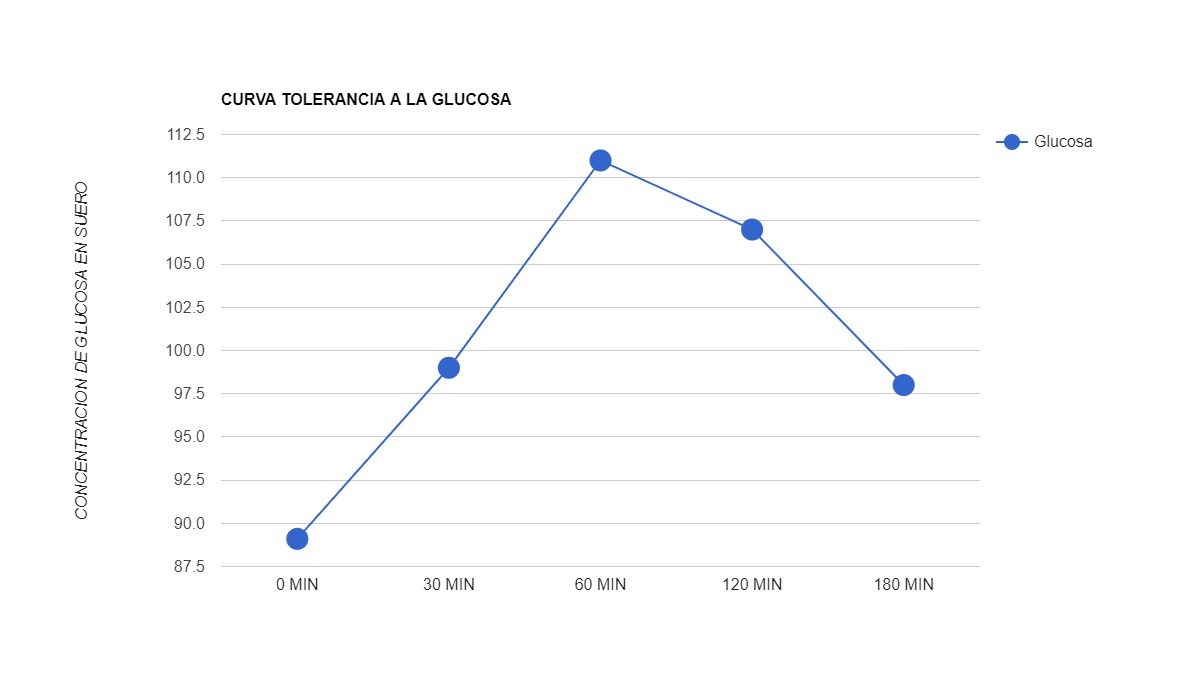 CURVA TOLERANCIA A LA GLUCOSA
CONCENTRACION DE GLUCOSA EN SUERO
112.5
110.0
107.5
105.0
102.5
100.0
97.5
95.0
92.5
90.0
87.5
0 MIN
30 MIN
60 MIN
120 MIN
180 MIN
Glucosa